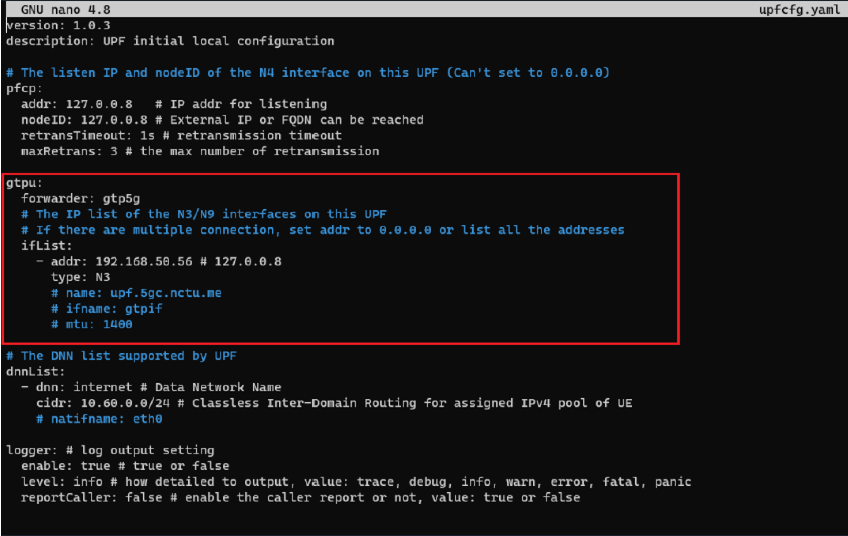 GNU nano 4.8 upfcfg.yaml
version: 1.0.3
description: UPF initial local configuration
# The listen IP and nodeID of the N4 interface on this UPF (Can't set to 0.0.0.0)
pfcp:
  addr: 127.0.0.8   # IP addr for listening
  nodeID: 127.0.0.8 # External IP or FQDN can be reached
  retransTimeout: 1s # retransmission timeout
  maxRetrans: 3 # the max number of retransmission
gtpu:
  forwarder: gtp5g
  # The IP list of the N3/N9 interfaces on this UPF
  # If there are multiple connection, set addr to 0.0.0.0 or list all the addresses
  ifList:
    - addr: 192.168.50.56 # 127.0.0.8
      type: N3
      # name: upf.5gc.nctu.me
      # ifname: gtpif
      # mtu: 1400
# The DNN list supported by UPF
dnnList:
  - dnn: internet # Data Network Name
    cidr: 10.60.0.0/24 # Classless Inter-Domain Routing for assigned IPv4 pool of UE
    # natifname: eth0
logger: # log output setting
  enable: true # true or false
  level: info # how detailed to output, value: trace, debug, info, warn, error, fatal, panic
  reportCaller: false # enable the caller report or not, value: true or false